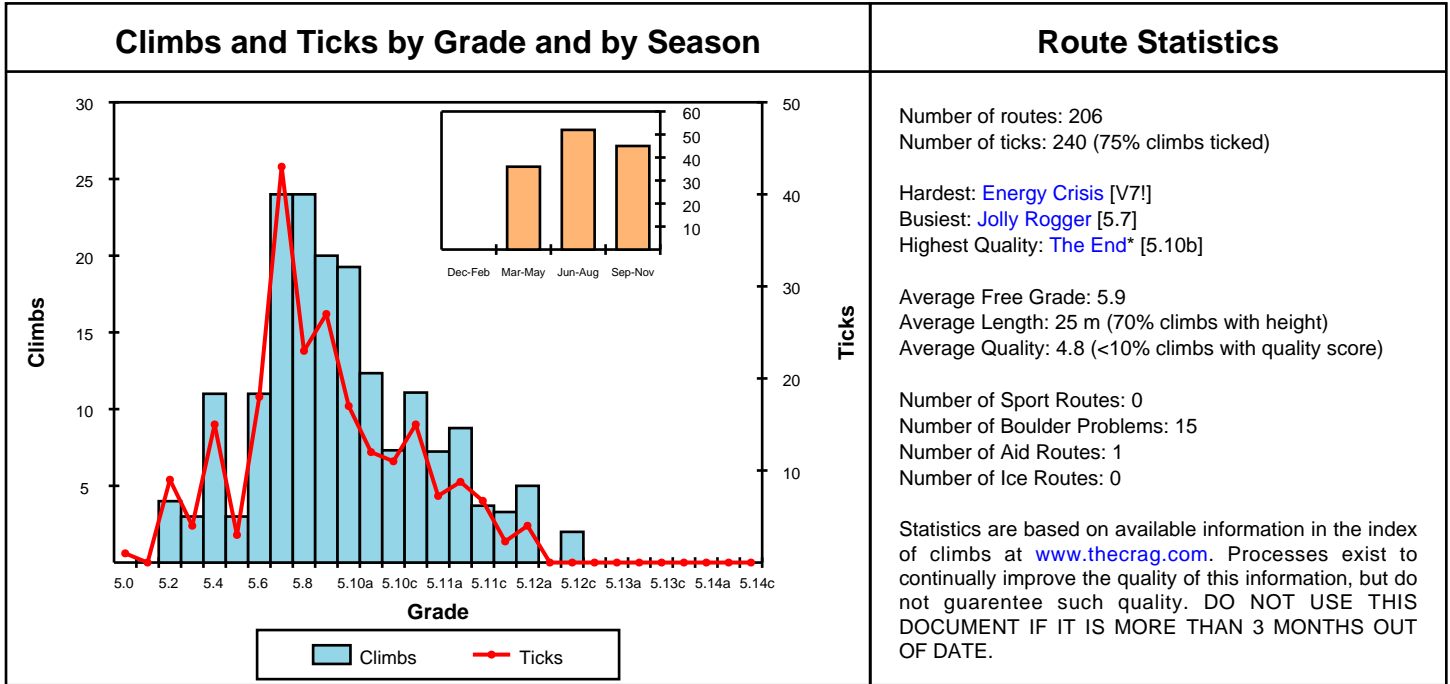 Climbs and Ticks by Grade and by Season
Route Statistics
30
25
20
15
10
5
Climbs
50
40
30
20
10
Ticks
60
50
40
30
20
10
Dec-Feb Mar-May Jun-Aug Sep-Nov
5.0 5.2 5.4 5.6 5.8 5.10a 5.10c 5.11a 5.11c 5.12a 5.12c 5.13a 5.13c 5.14a 5.14c
Grade
Climbs Ticks
Number of routes: 206
Number of ticks: 240 (75% climbs ticked)
Hardest: Energy Crisis [V7!]
Busiest: Jolly Rogger [5.7]
Highest Quality: The End* [5.10b]
Average Free Grade: 5.9
Average Length: 25 m (70% climbs with height)
Average Quality: 4.8 (<10% climbs with quality score)
Number of Sport Routes: 0
Number of Boulder Problems: 15
Number of Aid Routes: 1
Number of Ice Routes: 0
Statistics are based on available information in the index
of climbs at www.thecrag.com. Processes exist to
continually improve the quality of this information, but do
not guarentee such quality. DO NOT USE THIS
DOCUMENT IF IT IS MORE THAN 3 MONTHS OUT
OF DATE.